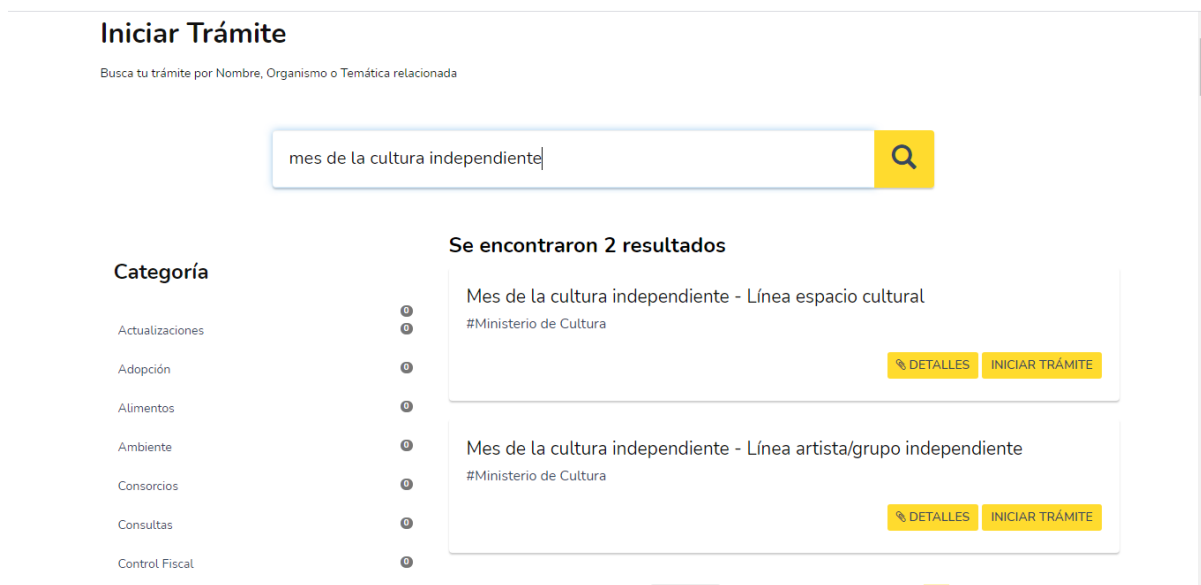 Iniciar Trámite
Busca tu trámite por Nombre, Organismo o Temática relacionada
mes de la cultura independiente
Categoría
0
Actualizaciones 0
Adopción 0
Alimentos 0
Ambiente 0
Consorcios 0
Consultas 0
Control Fiscal 0
Se encontraron 2 resultados
Mes de la cultura independiente - Línea espacio cultural
#Ministerio de Cultura
DETALLES INICIAR TRÁMITE
Mes de la cultura independiente - Línea artista/grupo independiente
#Ministerio de Cultura
DETALLES INICIAR TRÁMITE